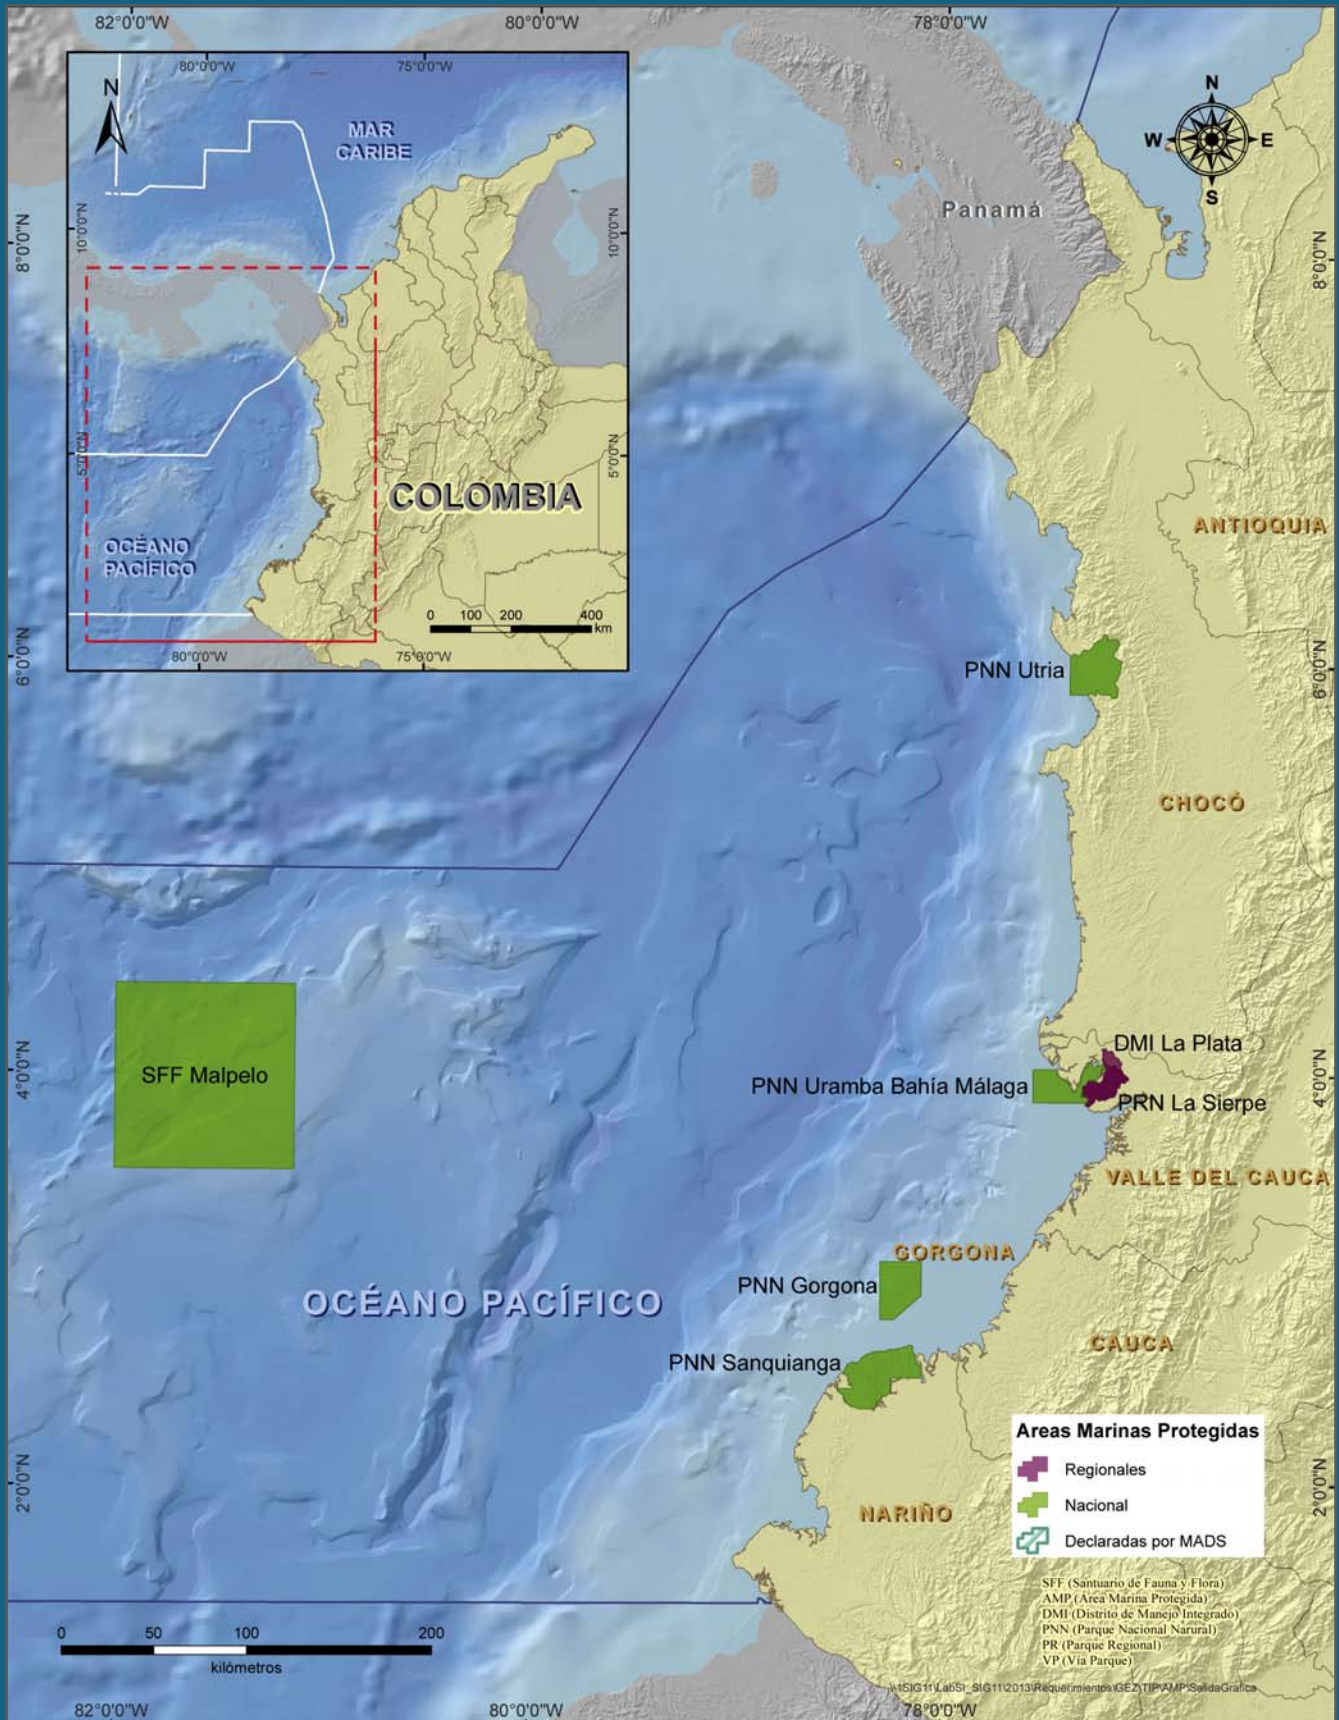 82°0'0"W
80°0'0"W
78°0'0"W
80°0'0"W
75°0'0"W
N
MAR
CARIBE
10°0'0"N
10°0'0"N
5°0'0"N
5°0'0"N
COLOMBIA
OCÉANO
PACÍFICO
0 100 200 400
km
80°0'0"W
75°0'0"W
N
W
E
S
Panamá
8°0'0"N
8°0'0"N
ANTIOQUIA
6°0'0"N
6°0'0"N
PNN Utria
CHOCÓ
DMI La Plata
4°0'0"N
4°0'0"N
SFF Malpelo
PNN Uramba Bahía Málaga
PRN La Sierpe
VALLE DEL CAUCA
GORGONA
PNN Gorgona
OCÉANO PACÍFICO
CAUCA
PNN Sanquianga
Areas Marinas Protegidas
Regionales
Nacional
Declaradas por MADS
2°0'0"N
2°0'0"N
NARIÑO
SFF (Santuario de Fauna y Flora)
AMP (Area Marina Protegida)
DMI (Distrito de Manejo Integrado)
PNN (Parque Nacional Narural)
PR (Parque Regional)
VP (Via Parque)
0 50 100 200
kilómetros
82°0'0"W
80°0'0"W
78°0'0"W